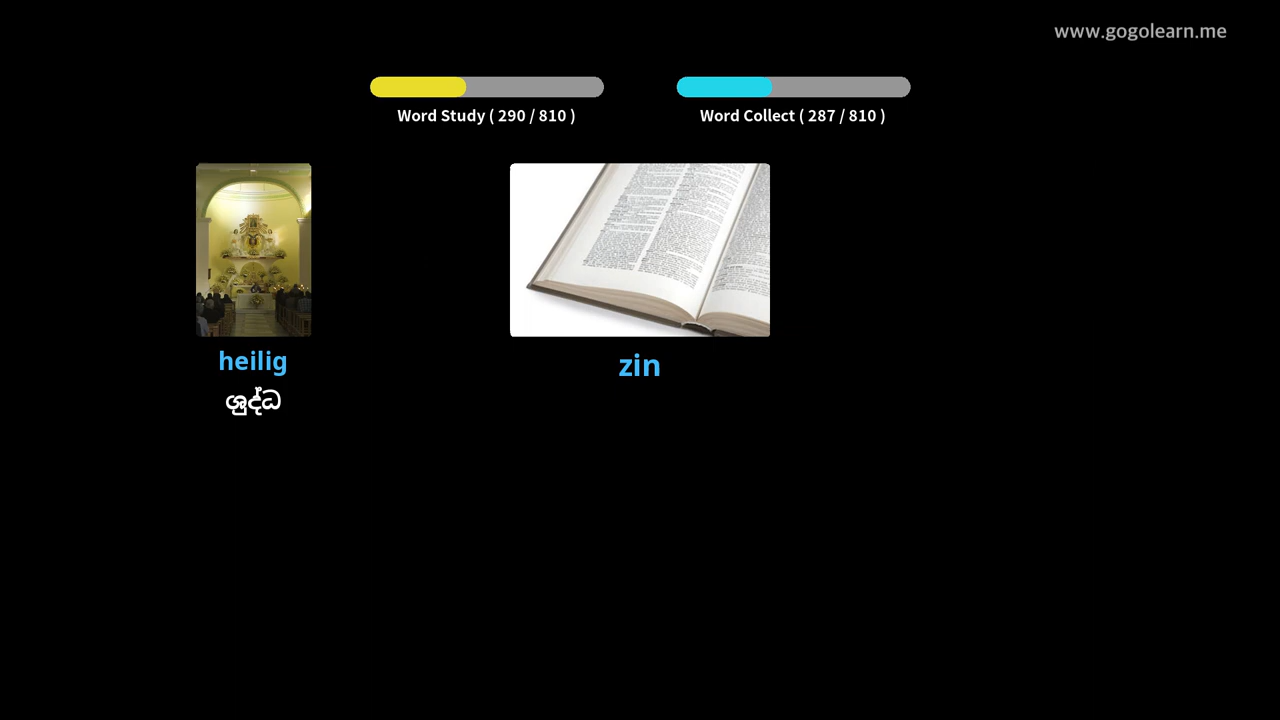 www.gogolearn.me
Word Study ( 290 / 810 )
Word Collect ( 287 / 810 )
heilig
ශුද්ධ
zin